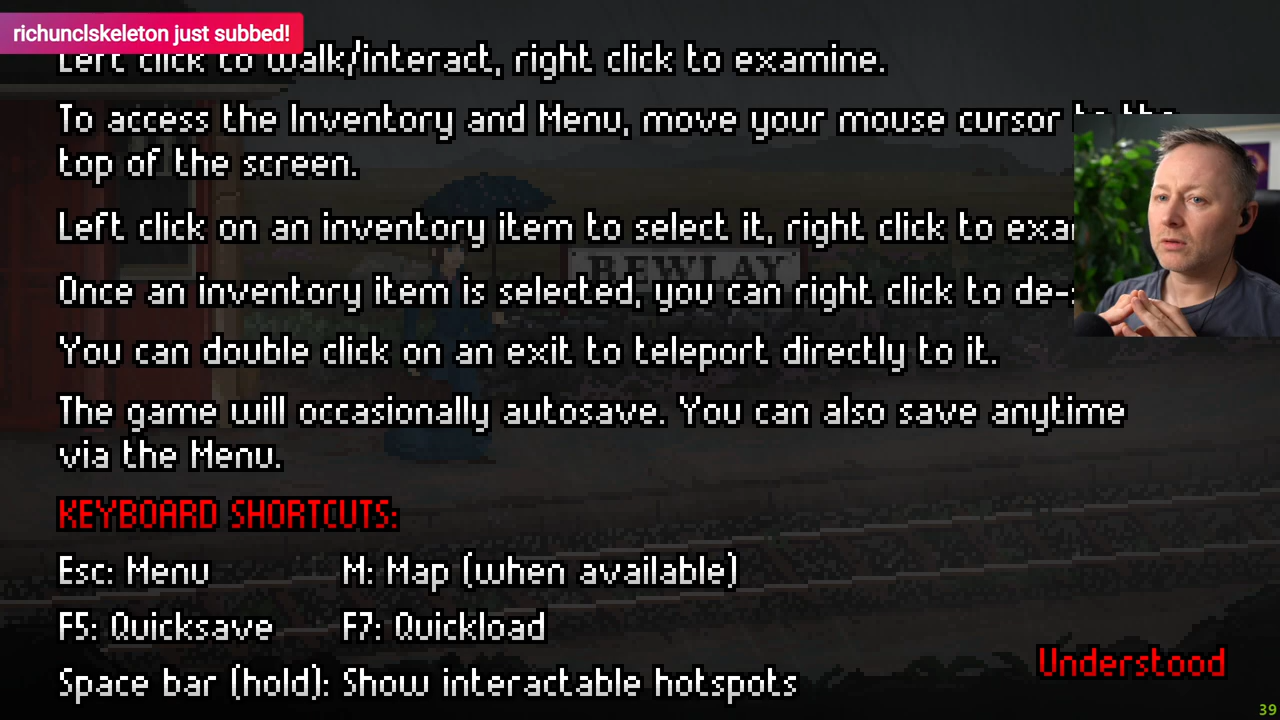 richunclskeleton just subbed!
Left click to walk/interact, right click to examine.
To access the Inventory and Menu, move your mouse cursor to the
top of the screen.
Left click on an inventory item to select it, right click to
BEWLAY
Once an inventory item is selected, you can right click to
You can double click on an exit to teleport directly to it.
The game will occasionally autosave. You can also save anytime
via the Menu.
KEYBOARD SHORTCUTS:
Esc: Menu M: Map (when available)
F5: Quicksave F7: Quickload
Understood
Space bar (hold): Show interactable hotspots
39